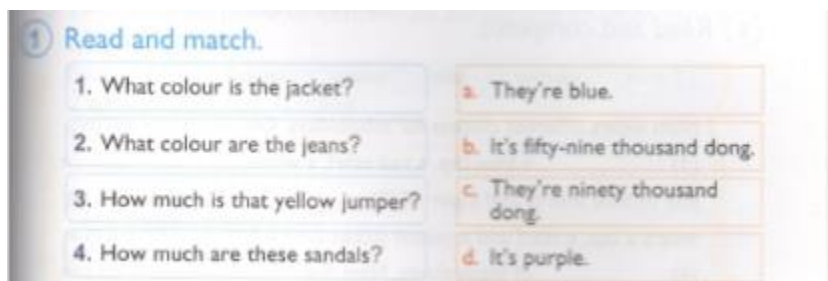 1 Read and match.
1. What colour is the jacket?
a. They're blue.
2. What colour are the jeans?
b. It's fifty-nine thousand dong.
3. How much is that yellow jumper?
c. They're ninety thousand
dong.
4. How much are these sandals?
d. It's purple.